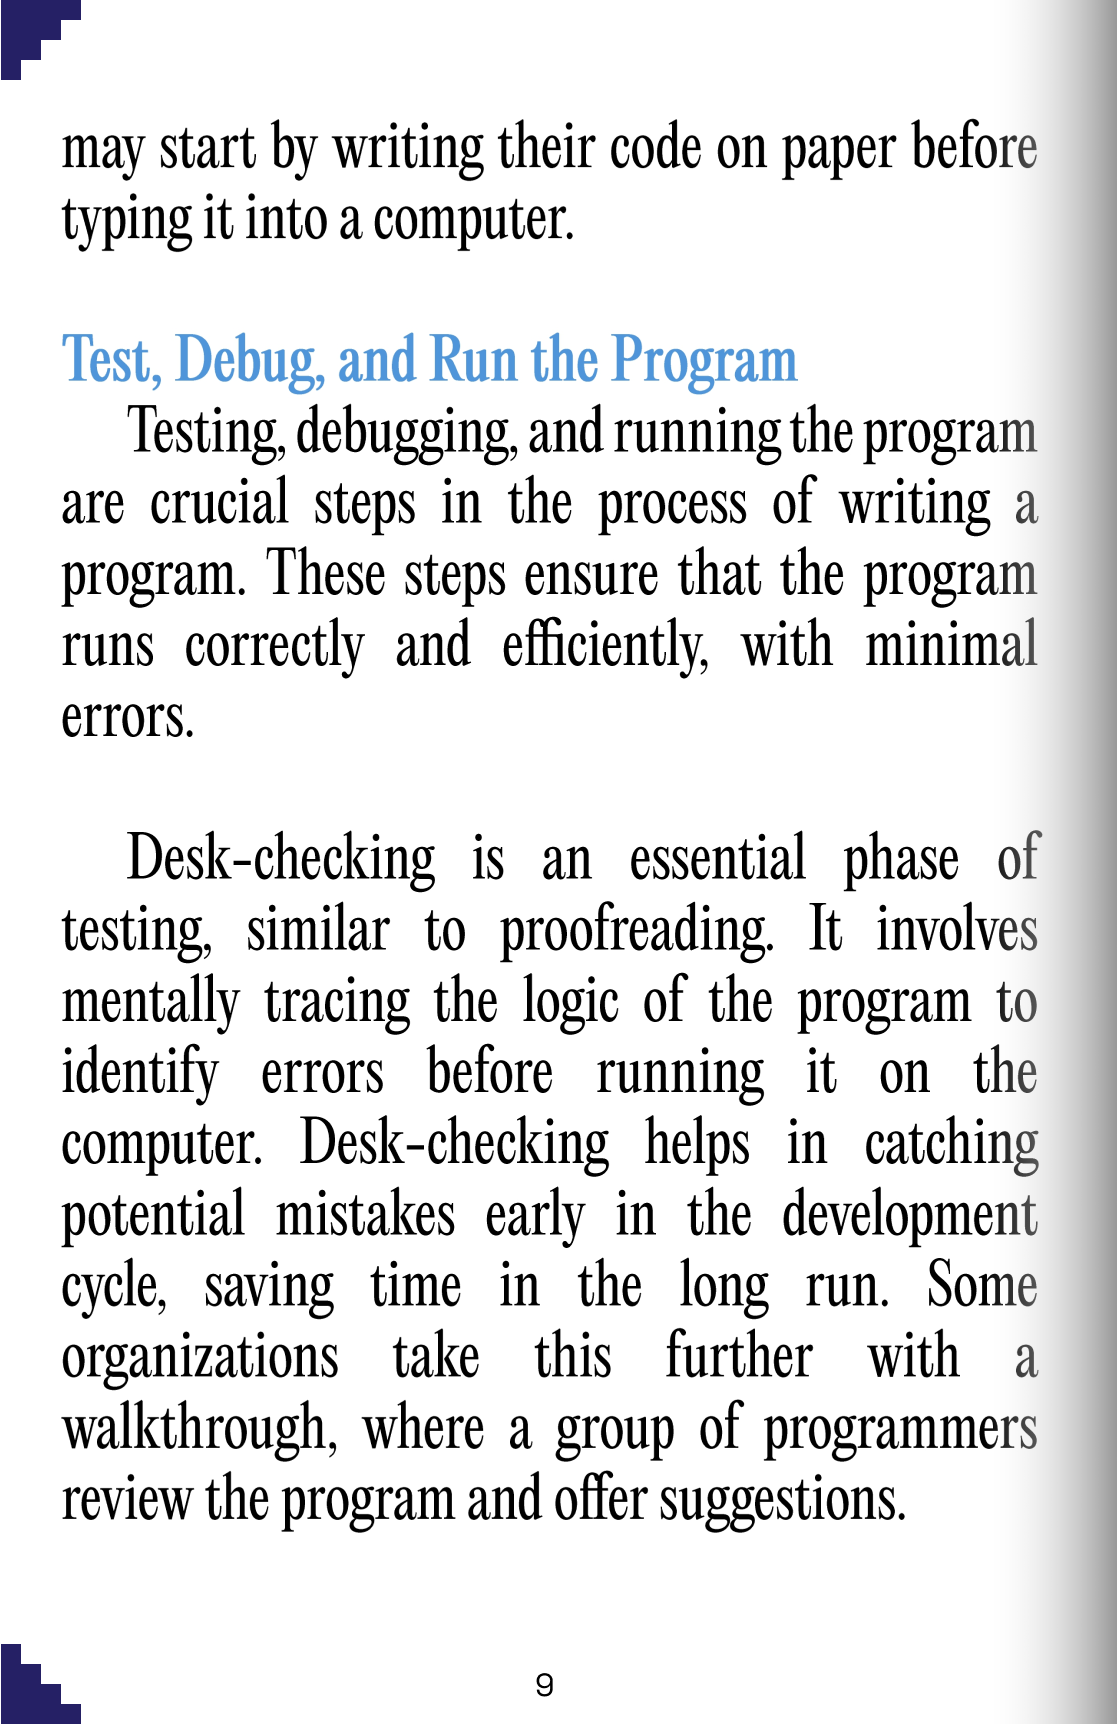 may start by writing their code on paper before
typing it into a computer.
Test, Debug, and Run the Program
Testing, debugging, and running the program
are crucial steps in the process of writing a
program. These steps ensure that the program
runs correctly and efficiently, with minimal
errors.
Desk-checking is an essential phase of
testing, similar to proofreading. It involves
mentally tracing the logic of the program to
identify errors before running it on the
computer. Desk-checking helps in catching
potential mistakes early in the development
cycle, saving time in the long run. Some
organizations take this further with a
walkthrough, where a group of programmers
review the program and offer suggestions.
9